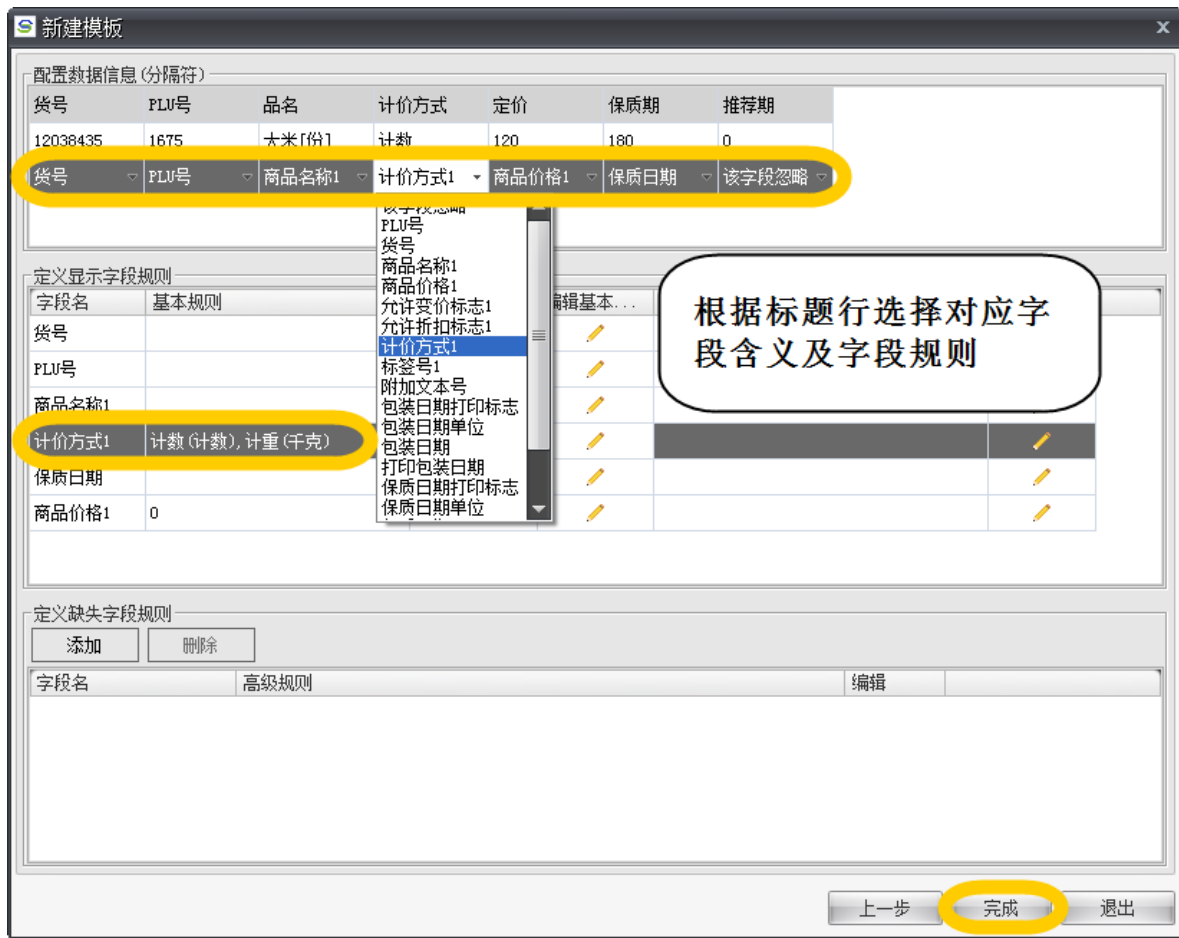 新建模板
配置数据信息(分隔符)
货号 PLU号 品名 计价方式 定价 保质期 推荐期
12038435 1675 大米[份] 计数 120 180 0
货号 PLU号 商品名称1 计价方式1 商品价格1 保质日期 该字段忽略
该字段忽略
PLU号
货号
商品名称1
商品价格1
允许变价标志1
允许折扣标志1
计价方式1
标签号1
附加文本号
包装日期打印标志
包装日期单位
包装日期
打印包装日期
保质日期打印标志
保质日期单位
定义显示字段规则
字段名 基本规则 编辑基本...
货号
PLU号
商品名称1
计价方式1 计数(计数),计重(千克)
保质日期
商品价格1 0
根据标题行选择对应字
段含义及字段规则
定义缺失字段规则
添加 删除
字段名 高级规则 编辑
上一步 完成 退出